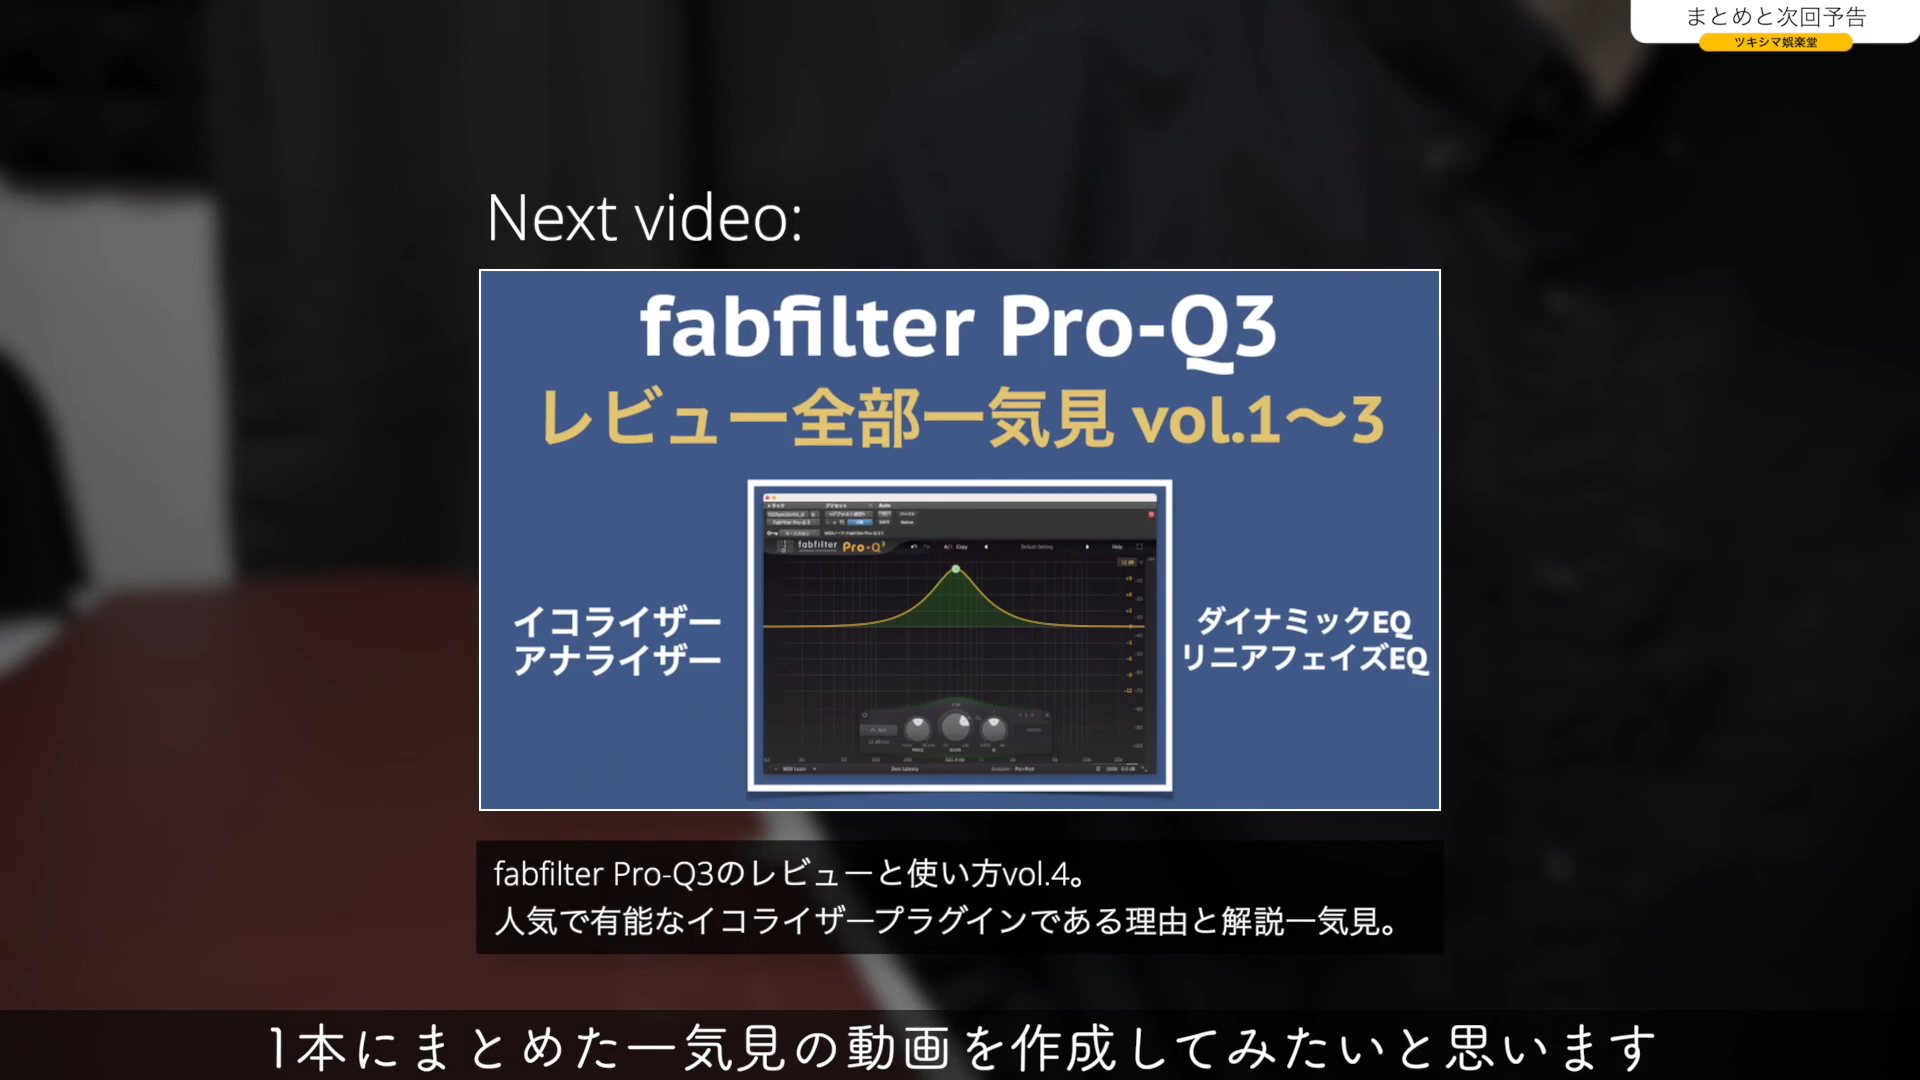 まとめと次回予告
ツキシマ娯楽堂
Next video:
fabfilter Pro-Q3
レビュー全部一気見 vol.1〜3
イコライザー
アナライザー
ダイナミックEQ
リニアフェイズEQ
fabfilter Pro·Q³
Copy
Default Setting
Help
fabfilter Pro-Q3のレビューと使い方vol.4。
人気で有能なイコライザープラグインである理由と解説一気見。
1本にまとめた一気見の動画を作成してみたいと思います